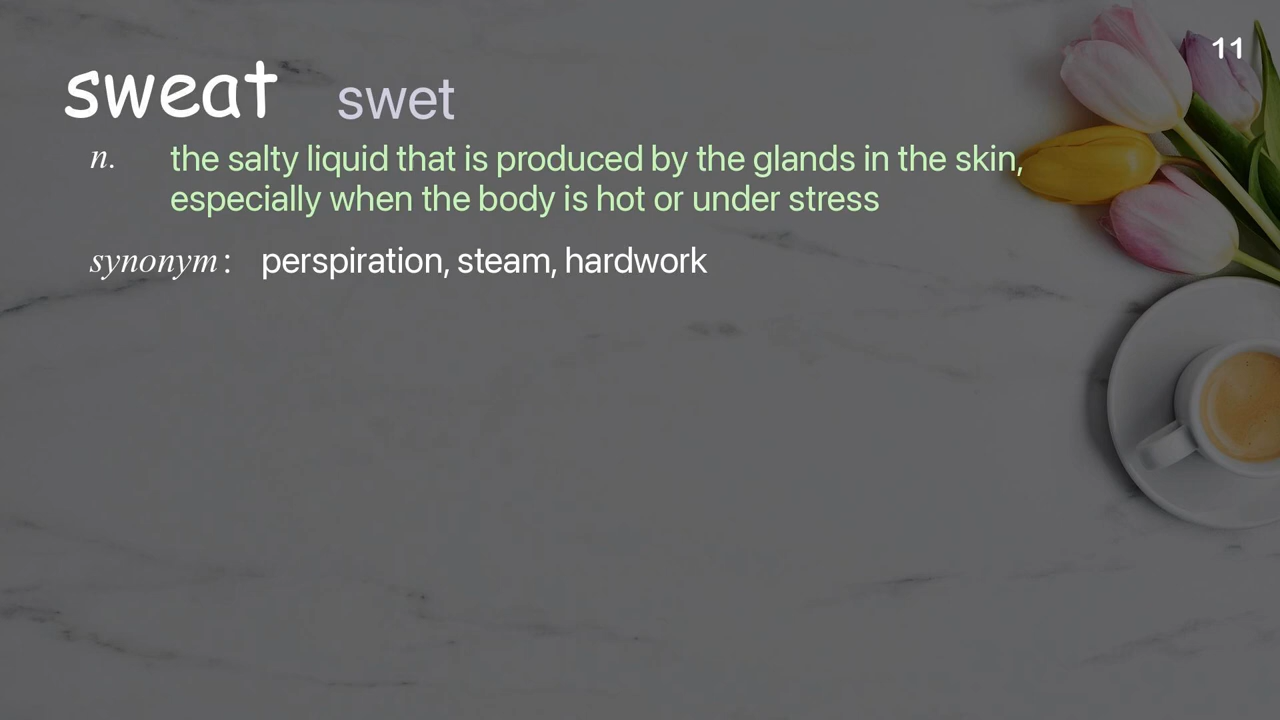 11
sweat swet
n. the salty liquid that is produced by the glands in the skin,
especially when the body is hot or under stress
synonym : perspiration, steam, hardwork